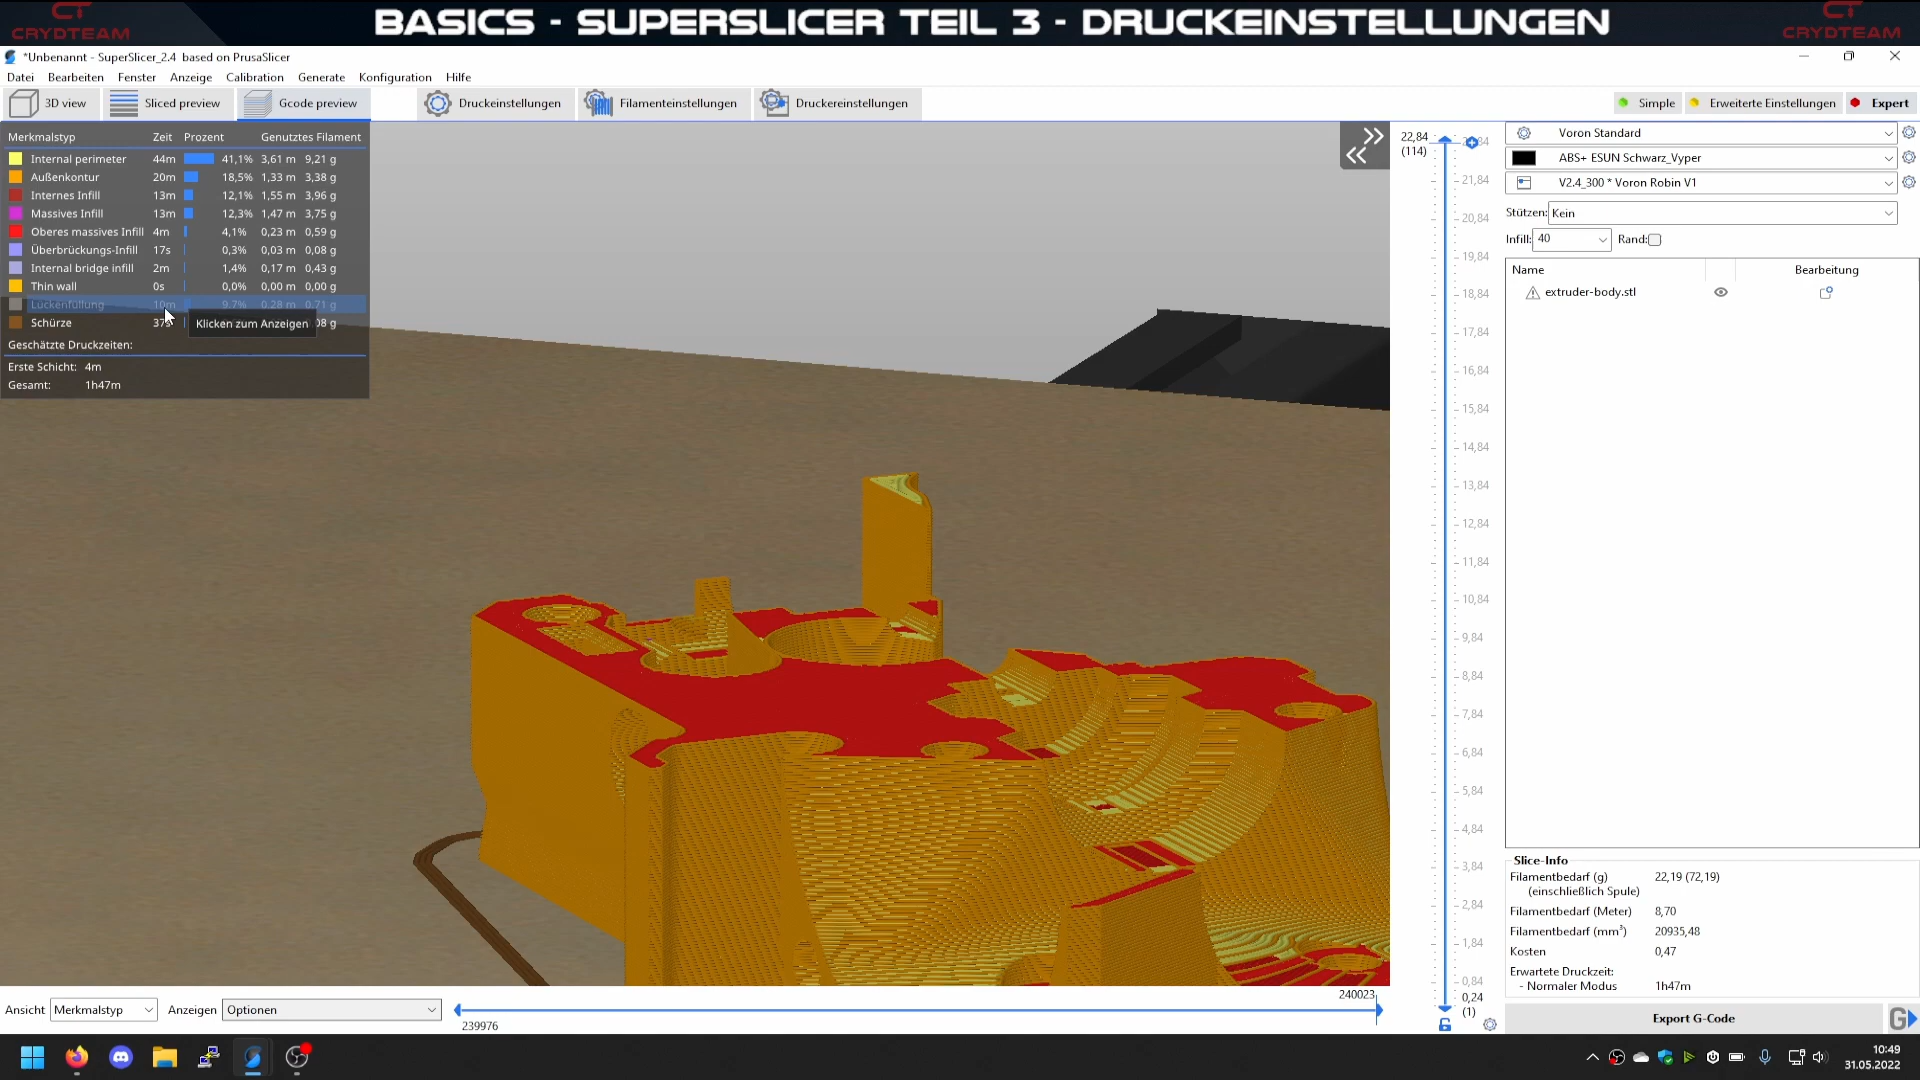 CT
CRYDTEAM
BASICS - SUPERSLICER TEIL 3 - DRUCKEINSTELLUNGEN
CT
CRYDTEAM
*Unbenannt - SuperSlicer_2.4 based on PrusaSlicer
Datei Bearbeiten Fenster Anzeige Calibration Generate Konfiguration Hilfe
3D view Sliced preview Gcode preview Druckeinstellungen Filamenteinstellungen Druckereinstellungen Simple Erweiterte Einstellungen Expert
Merkmalstyp Zeit Prozent Genutztes Filament
Internal perimeter 44m 41,1% 3,61 m 9,21 g
Außenkontur 20m 18,5% 1,33 m 3,38 g
Internes Infill 13m 12,1% 1,55 m 3,96 g
Massives Infill 13m 12,3% 1,47 m 3,75 g
Oberes massives Infill 4m 4,1% 0,23 m 0,59 g
Überbrückungs-Infill 17s 0,3% 0,03 m 0,08 g
Internal bridge infill 2m 1,4% 0,17 m 0,43 g
Thin wall 0s 0,0% 0,00 m 0,00 g
Lückenfüllung 10m 9,7% 0,28 m 0,71 g
Schürze 37s 08 g
Klicken zum Anzeigen
Geschätzte Druckzeiten:
Erste Schicht: 4m
Gesamt: 1h47m
22,84
(114)
21,84
20,84
19,84
18,84
17,84
16,84
15,84
14,84
13,84
12,84
11,84
10,84
9,84
8,84
7,84
6,84
5,84
4,84
3,84
2,84
1,84
0,84
0,24
(1)
Voron Standard
ABS+ ESUN Schwarz_Vyper
V2.4_300 * Voron Robin V1
Stützen: Kein
Infill: 40 Rand:
Name Bearbeitung
extruder-body.stl
Slice-Info
Filamentbedarf (g) 22,19 (72,19)
(einschließlich Spule)
Filamentbedarf (Meter) 8,70
Filamentbedarf (mm³) 20935,48
Kosten 0,47
Erwartete Druckzeit:
- Normaler Modus 1h47m
Export G-Code
Ansicht Merkmalstyp Anzeigen Optionen
240023
239976
10:49
31.05.2022